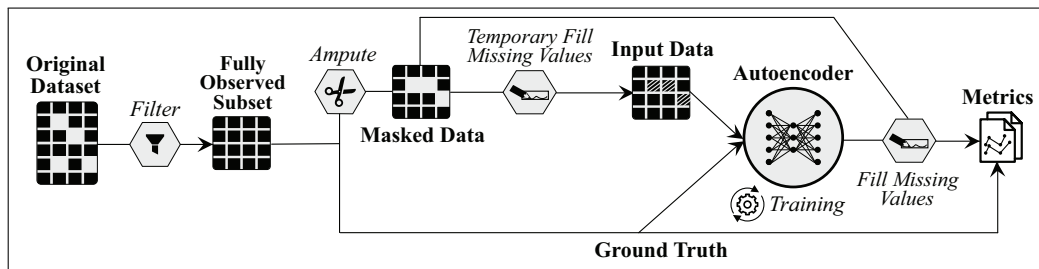 Original
Dataset
Filter
Fully
Observed
Subset
Ampute
Masked Data
Temporary Fill
Missing Values
Input Data
Autoencoder
Training
Fill Missing
Values
Metrics
Ground Truth